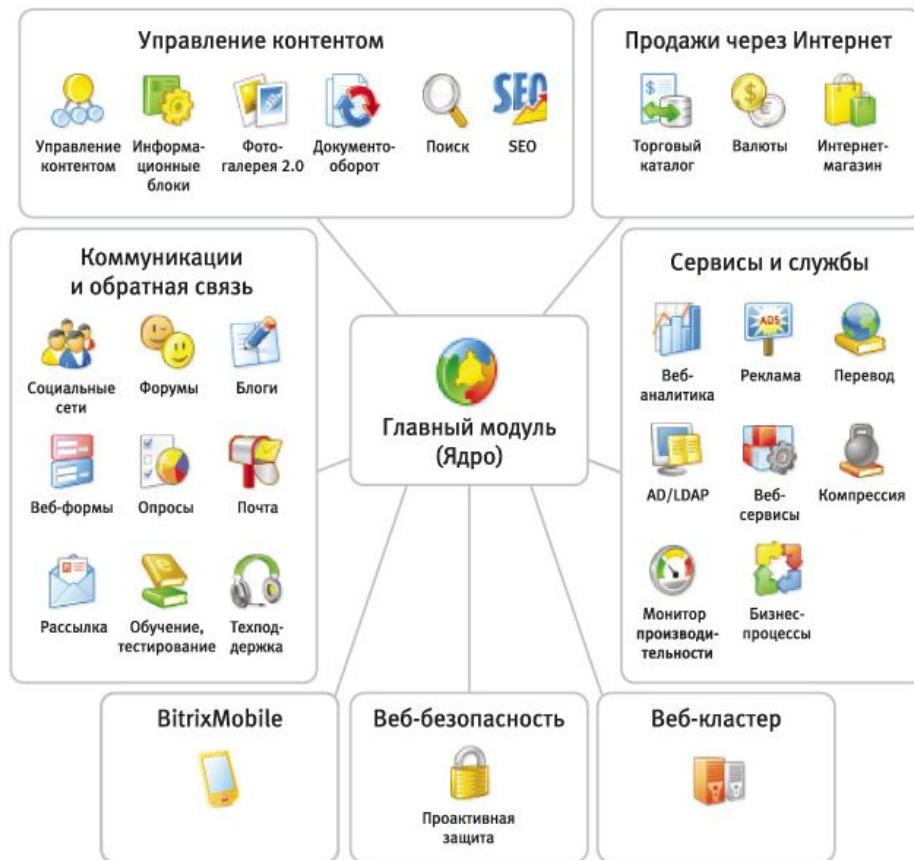 Управление контентом
Управление
контентом
Информа-
ционные
блоки
Фото-
галерея 2.0
Документо-
оборот
Поиск
SEO
SEO
Продажи через Интернет
Торговый
каталог
Валюты
Интернет-
магазин
Коммуникации
и обратная связь
Социальные
сети
Форумы
Блоги
Веб-формы
Опросы
Почта
Рассылка
Обучение,
тестирование
Техпод-
держка
Главный модуль
(Ядро)
Сервисы и службы
Веб-
аналитика
ADS
Реклама
Перевод
AD/LDAP
Веб-
сервисы
Компрессия
Монитор
производи-
тельности
Бизнес-
процессы
BitrixMobile
Веб-безопасность
Проактивная
защита
Веб-кластер